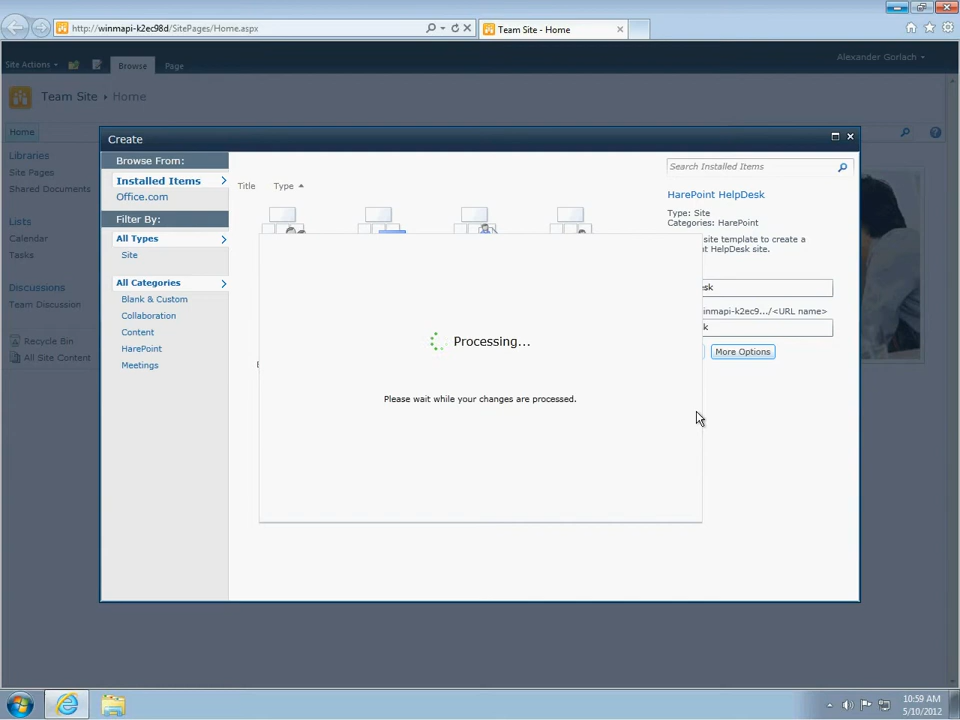 http://winmapi-k2ec98d/SitePages/Home.aspx
Team Site - Home
Site Actions
Browse
Page
Alexander Gorlach
Team Site
Home
Home
Libraries
Site Pages
Shared Documents
Lists
Calendar
Tasks
Discussions
Team Discussion
Recycle Bin
All Site Content
Create
Browse From:
Installed Items
Office.com
Filter By:
All Types
Site
All Categories
Blank & Custom
Collaboration
Content
HarePoint
Meetings
Title
Type
Search Installed Items
HarePoint HelpDesk
Type: Site
Categories: HarePoint
site template to create a
nt HelpDesk site.
esk
inmapi-k2ec9.../<URL name>
k
More Options
Processing...
Please wait while your changes are processed.
10:59 AM
5/10/2012